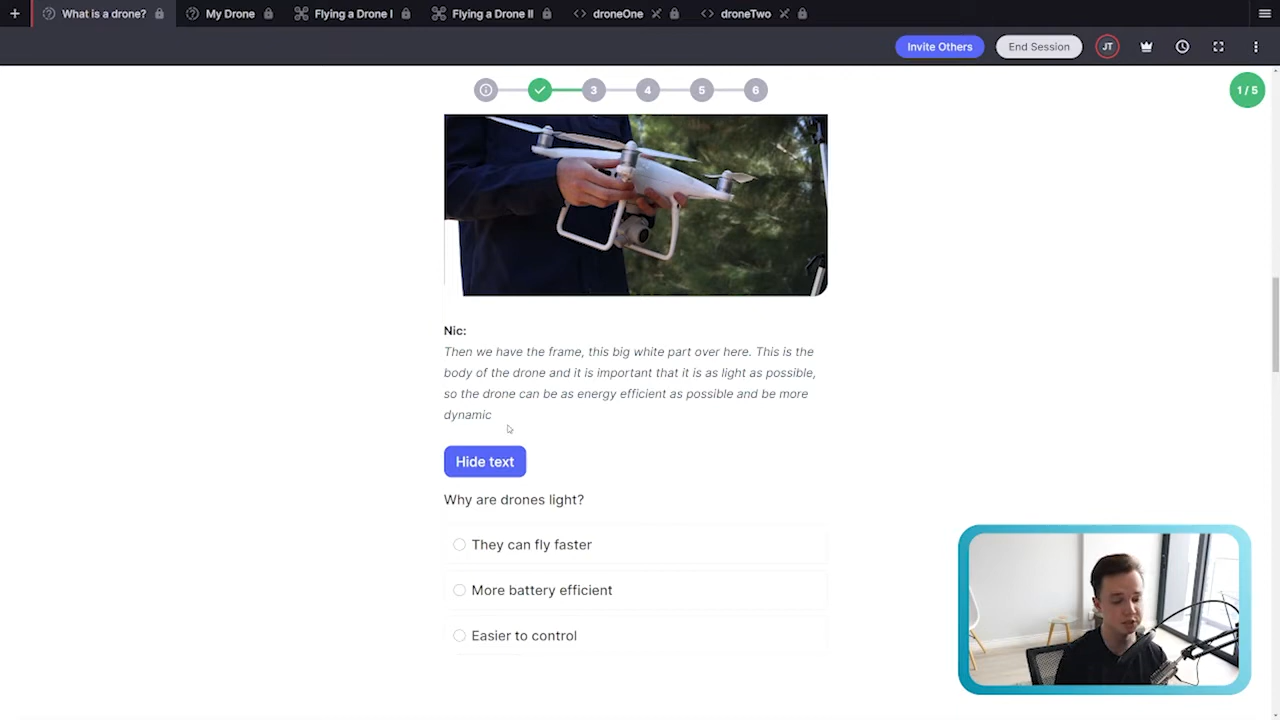 What is a drone?
My Drone
Flying a Drone I
Flying a Drone II
droneOne
droneTwo
Invite Others
End Session
JT
3
4
5
6
1 / 5
Nic:
Then we have the frame, this big white part over here. This is the
body of the drone and it is important that it is as light as possible,
so the drone can be as energy efficient as possible and be more
dynamic
Hide text
Why are drones light?
They can fly faster
More battery efficient
Easier to control